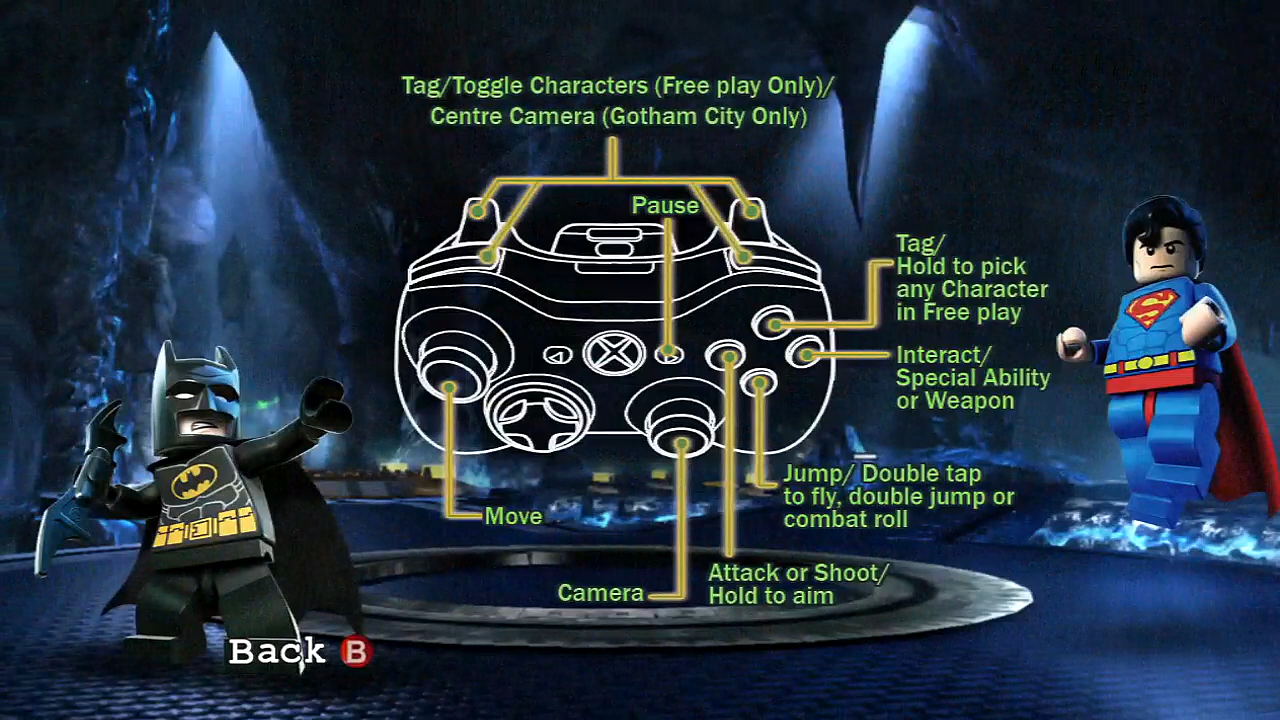 Tag/Toggle Characters (Free play Only)/
Centre Camera (Gotham City Only)
Pause
Tag/
Hold to pick
any Character
in Free play
Interact/
Special Ability
or Weapon
Jump/ Double tap
to fly, double jump or
combat roll
Move
Attack or Shoot/
Hold to aim
Camera
Back B